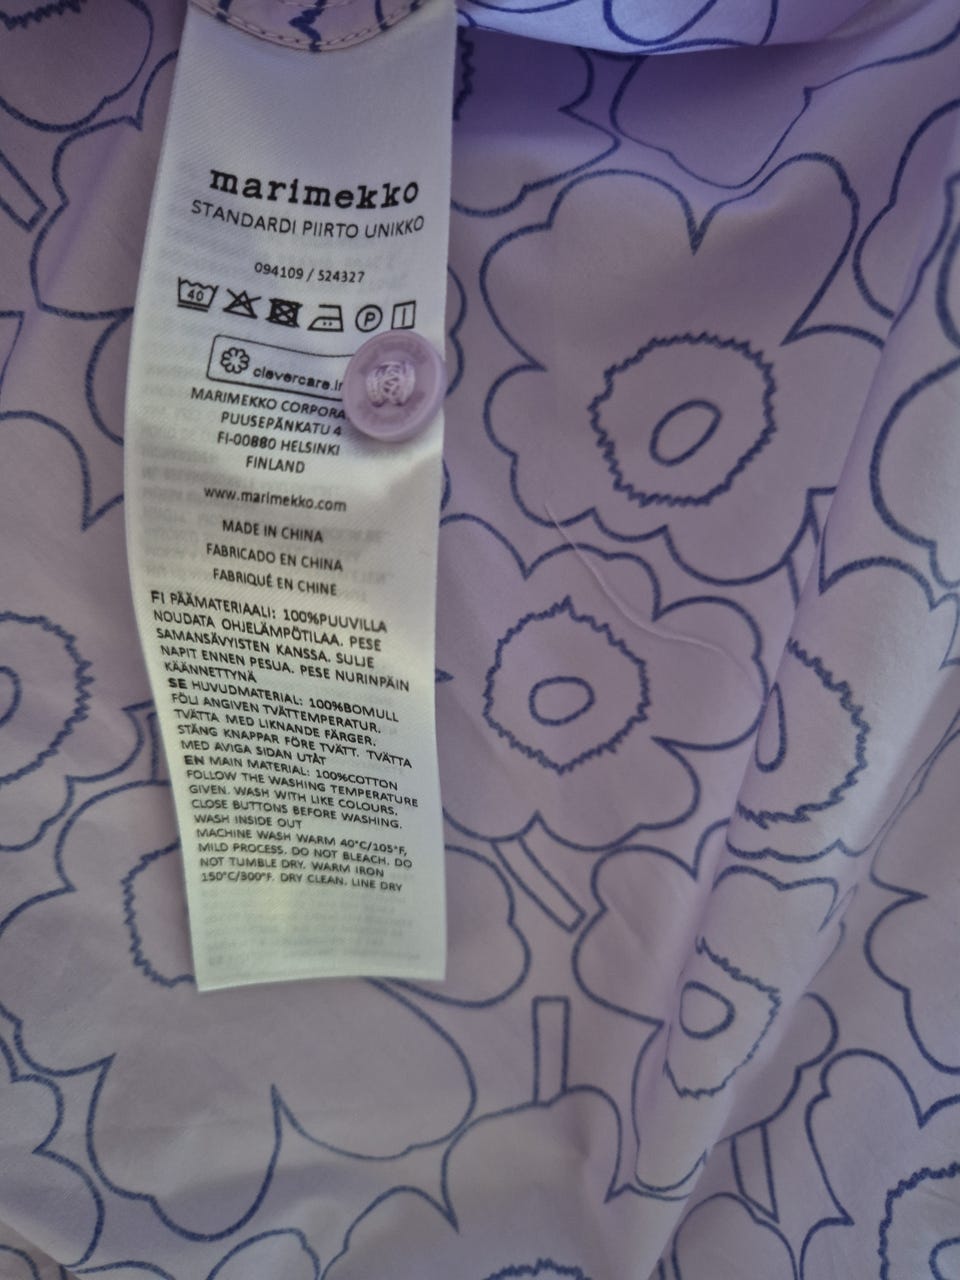 marimekko
STANDARDI PIIRTO UNIKKO
094109 / 524327
40 P
clevercare.in
MARIMEKKO CORPORA
PUUSEPÄNKATU 4
FI-00880 HELSINKI
FINLAND
www.marimekko.com
MADE IN CHINA
FABRICADO EN CHINA
FABRIQUÉ EN CHINE
FI PÄÄMATERIAALI: 100%PUUVILLA
NOUDATA OHJELÄMPÖTILAA. PESE
SAMANSÄVYISTEN KANSSA. SULJE
NAPIT ENNEN PESUA. PESE NURINPÄIN
KÄÄNNETTYNÄ
SE HUVUDMATERIAL: 100%BOMULL
FÖLJ ANGIVEN TVÄTTEMPERATUR.
TVÄTTA MED LIKNANDE FÄRGER.
STÄNG KNAPPAR FÖRE TVÄTT. TVÄTTA
MED AVIGA SIDAN UTÅT
EN MAIN MATERIAL: 100%COTTON
FOLLOW THE WASHING TEMPERATURE
GIVEN. WASH WITH LIKE COLOURS.
CLOSE BUTTONS BEFORE WASHING.
WASH INSIDE OUT
MACHINE WASH WARM 40°C/105°F,
MILD PROCESS. DO NOT BLEACH. DO
NOT TUMBLE DRY. WARM IRON
150°C/300°F. DRY CLEAN. LINE DRY